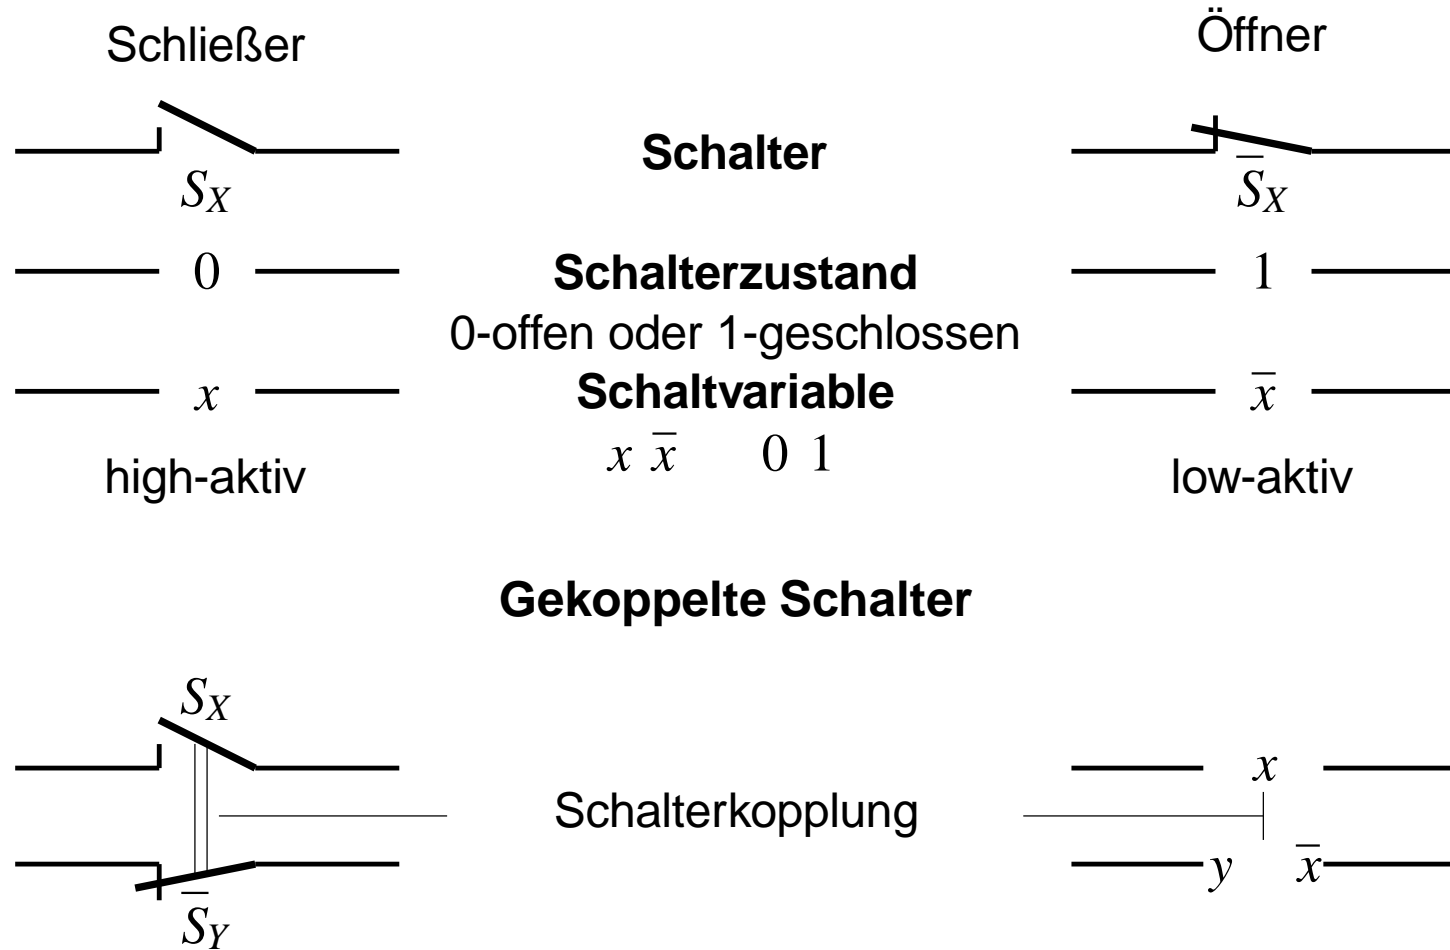 Schließer
Öffner
Schalter
S_X
S̅_X
0
Schalterzustand
1
0-offen oder 1-geschlossen
x
Schaltvariable
x̅
x x̅ 0 1
high-aktiv
low-aktiv
Gekoppelte Schalter
S_X
x
Schalterkopplung
y x̅
S̅_Y